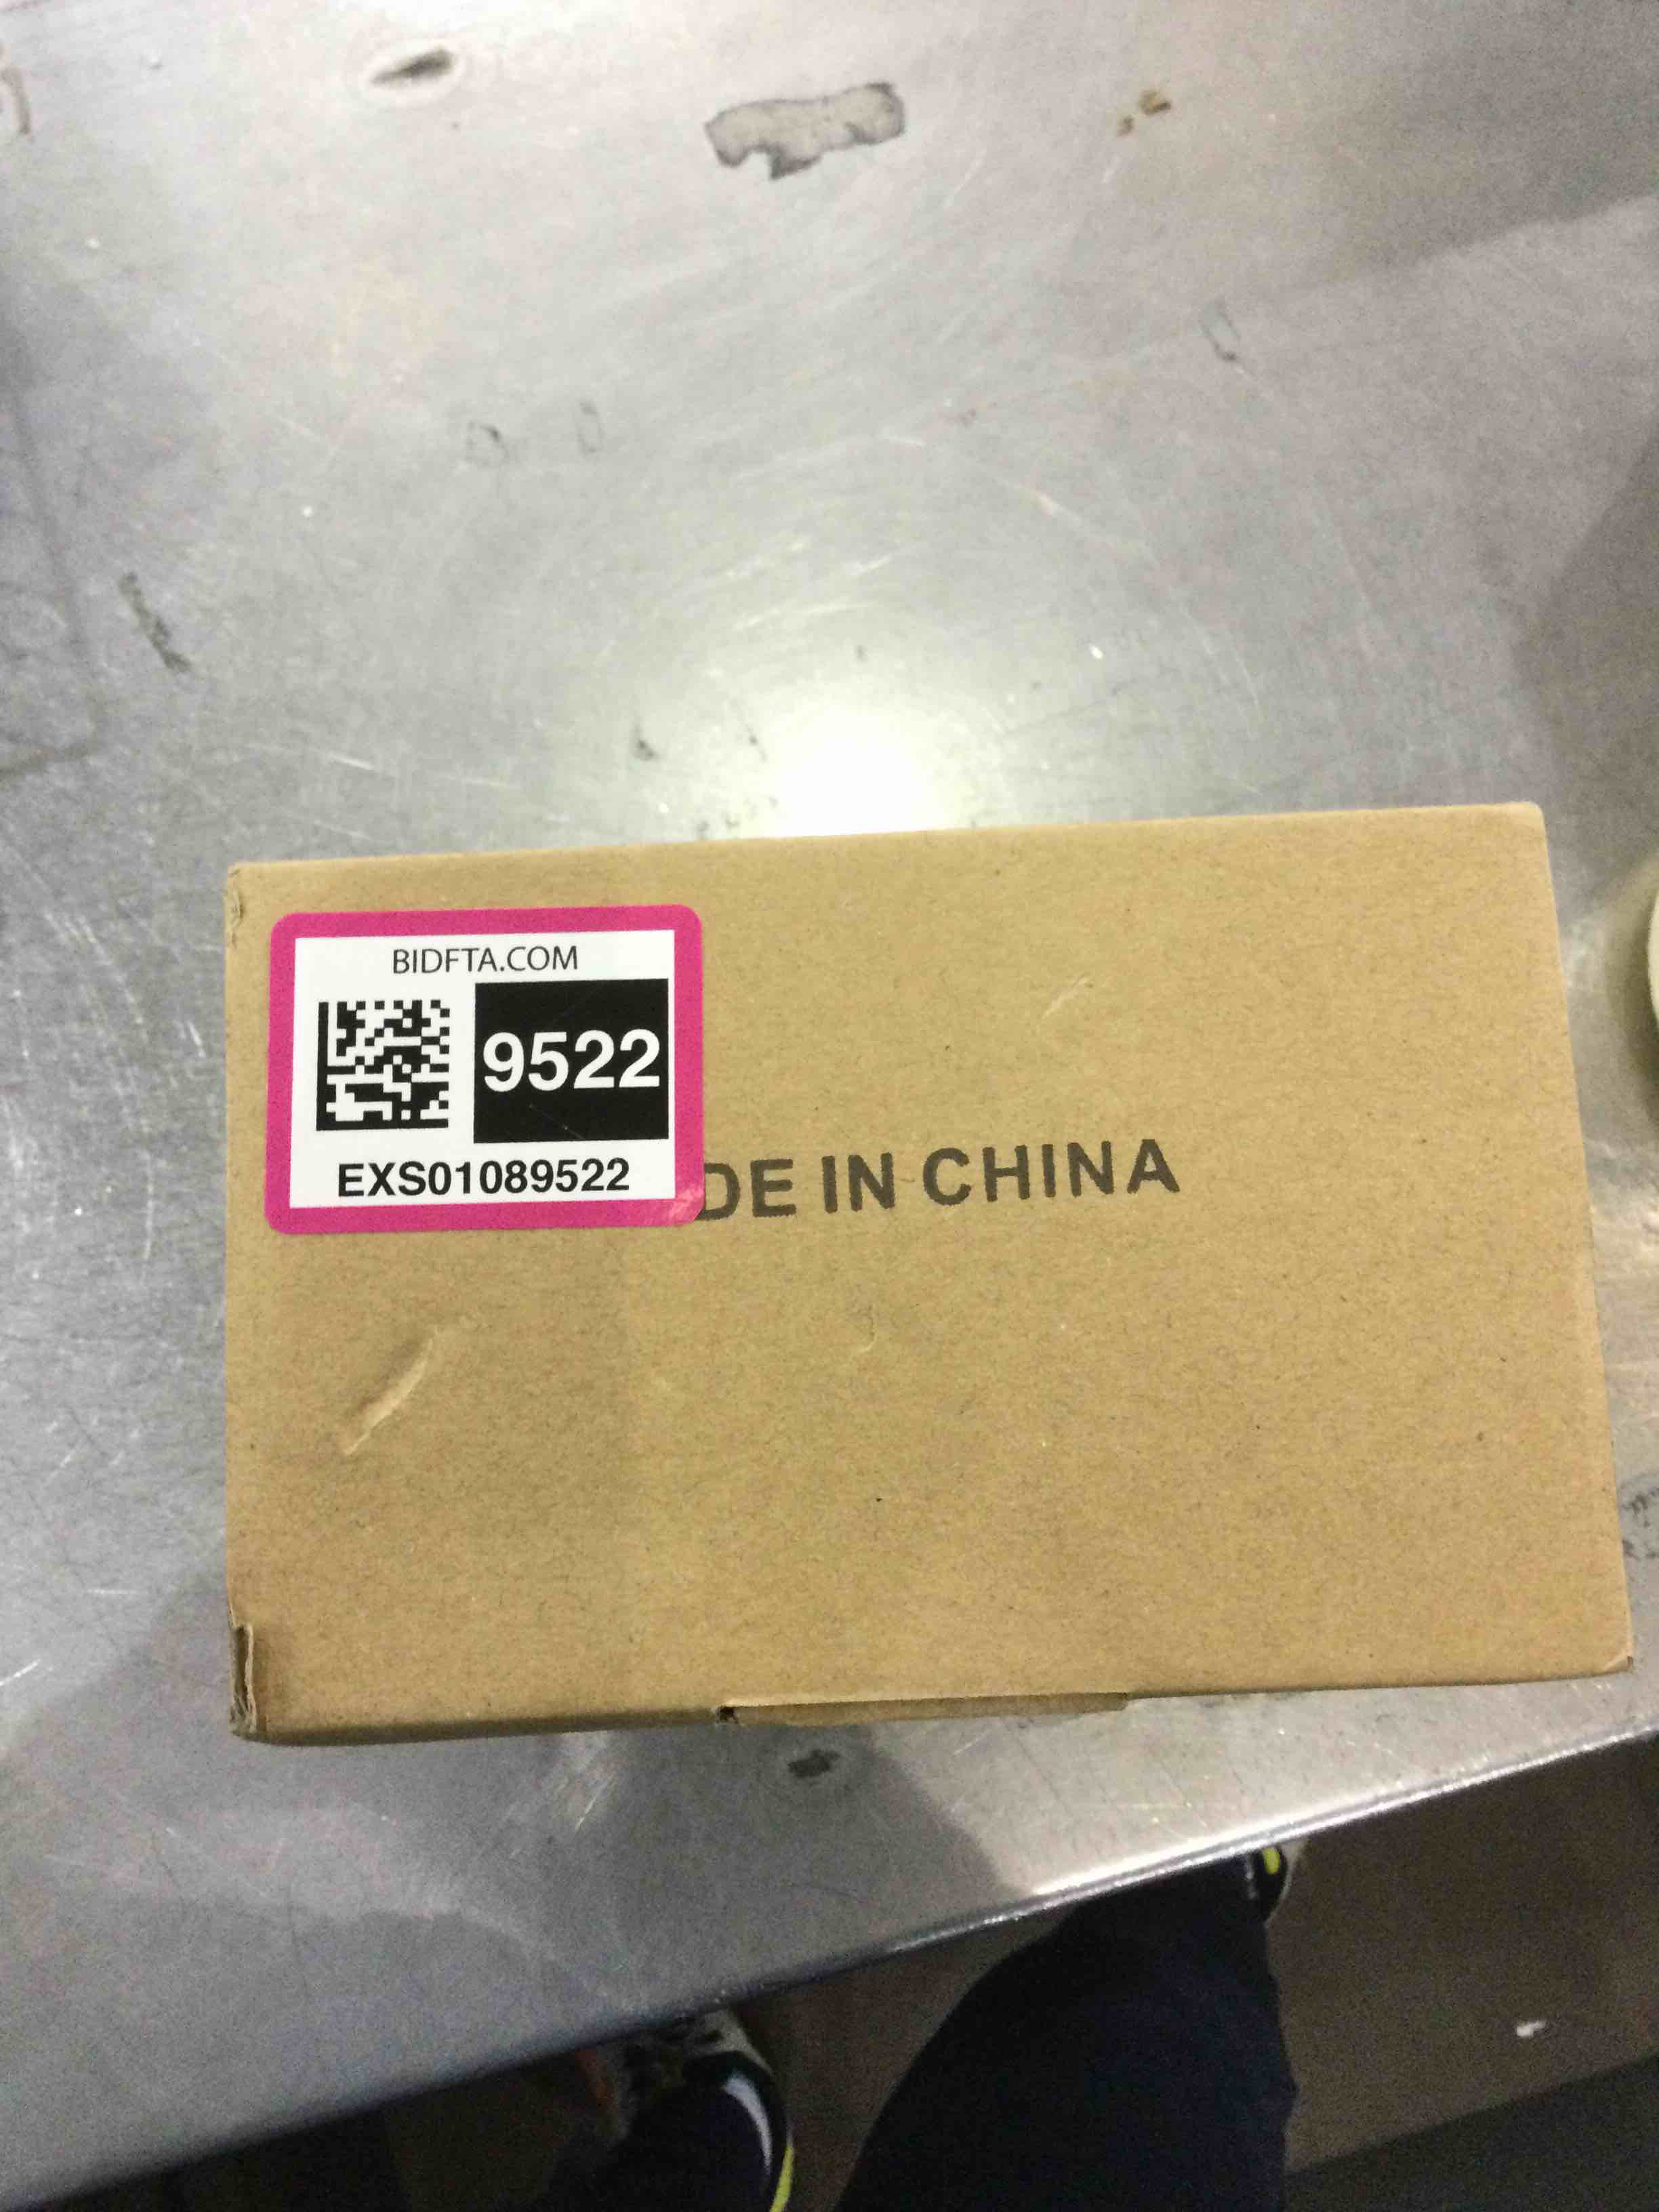 BIDFTA.COM
9522
EXS01089522
DE IN CHINA